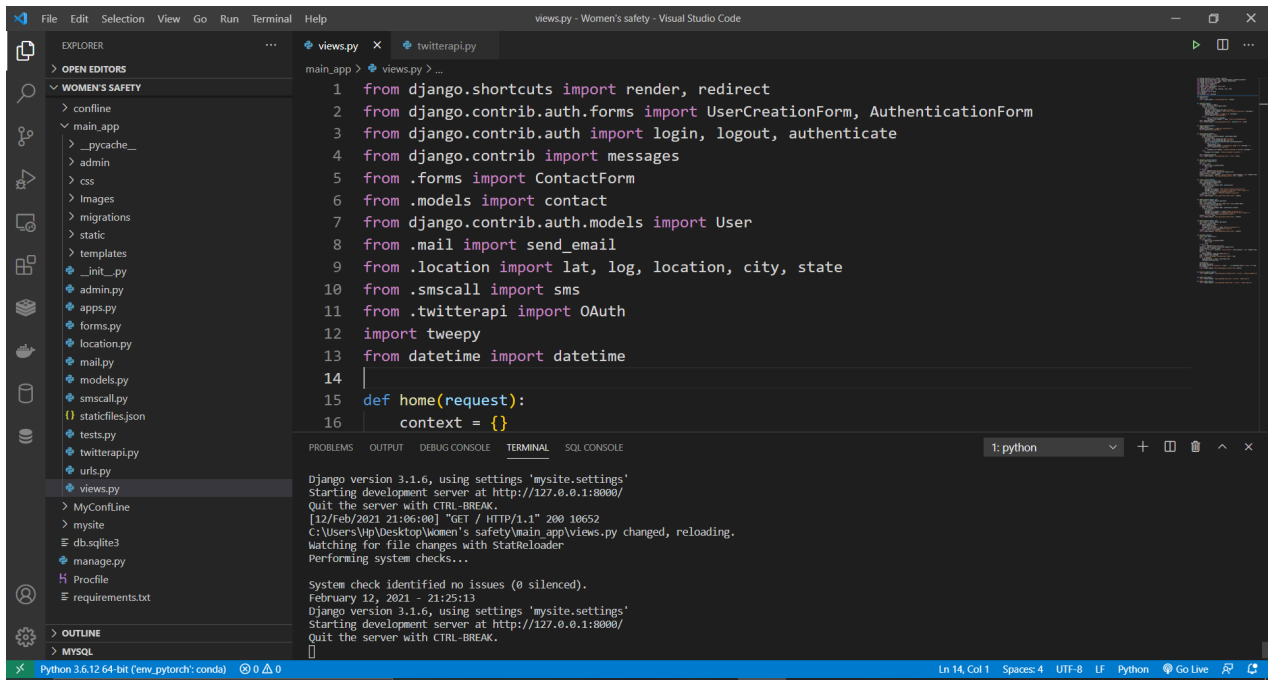 File Edit Selection View Go Run Terminal Help views.py - Women's safety - Visual Studio Code
EXPLORER
OPEN EDITORS
WOMEN'S SAFETY
confline
main_app
__pycache__
admin
css
Images
migrations
static
templates
__init__.py
admin.py
apps.py
forms.py
location.py
mail.py
models.py
smscall.py
{} staticfiles.json
tests.py
twitterapi.py
urls.py
views.py
MyConfLine
mysite
db.sqlite3
manage.py
Procfile
requirements.txt
OUTLINE
MYSQL
views.py twitterapi.py
main_app > views.py > ...
1 from django.shortcuts import render, redirect
2 from django.contrib.auth.forms import UserCreationForm, AuthenticationForm
3 from django.contrib.auth import login, logout, authenticate
4 from django.contrib import messages
5 from .forms import ContactForm
6 from .models import contact
7 from django.contrib.auth.models import User
8 from .mail import send_email
9 from .location import lat, log, location, city, state
10 from .smscall import sms
11 from .twitterapi import OAuth
12 import tweepy
13 from datetime import datetime
14
15 def home(request):
16 context = {}
PROBLEMS OUTPUT DEBUG CONSOLE TERMINAL SQL CONSOLE 1: python
Django version 3.1.6, using settings 'mysite.settings'
Starting development server at http://127.0.0.1:8000/
Quit the server with CTRL-BREAK.
[12/Feb/2021 21:06:00] "GET / HTTP/1.1" 200 10652
C:\Users\Hp\Desktop\Women's safety\main_app\views.py changed, reloading.
Watching for file changes with StatReloader
Performing system checks...
System check identified no issues (0 silenced).
February 12, 2021 - 21:25:13
Django version 3.1.6, using settings 'mysite.settings'
Starting development server at http://127.0.0.1:8000/
Quit the server with CTRL-BREAK.
Python 3.6.12 64-bit ('env_pytorch': conda) 0 0 Ln 14, Col 1 Spaces: 4 UTF-8 LF Python Go Live